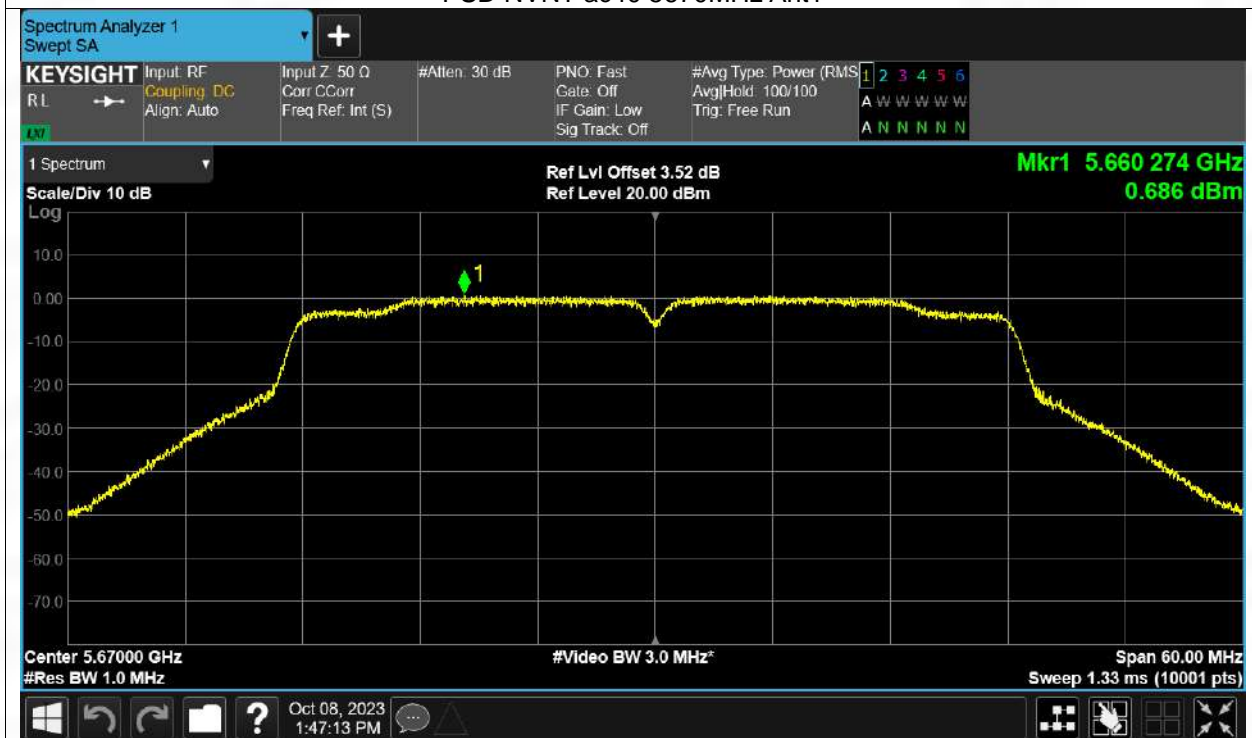 Spectrum Analyzer 1
Swept SA
+
KEYSIGHT
RL
LXI
Input: RF
Coupling: DC
Align: Auto
Input Z: 50 Ω
Corr CCorr
Freq Ref: Int (S)
#Atten: 30 dB
PNO: Fast
Gate: Off
IF Gain: Low
Sig Track: Off
#Avg Type: Power (RMS
Avg|Hold: 100/100
Trig: Free Run
1 2 3 4 5 6
A W W W W W
A N N N N N
1 Spectrum
Scale/Div 10 dB
Log
Ref Lvl Offset 3.52 dB
Ref Level 20.00 dBm
Mkr1 5.660 274 GHz
0.686 dBm
10.0
0.00
-10.0
-20.0
-30.0
-40.0
-50.0
-60.0
-70.0
1
Center 5.67000 GHz
#Res BW 1.0 MHz
#Video BW 3.0 MHz*
Span 60.00 MHz
Sweep 1.33 ms (10001 pts)
?
Oct 08, 2023
1:47:13 PM